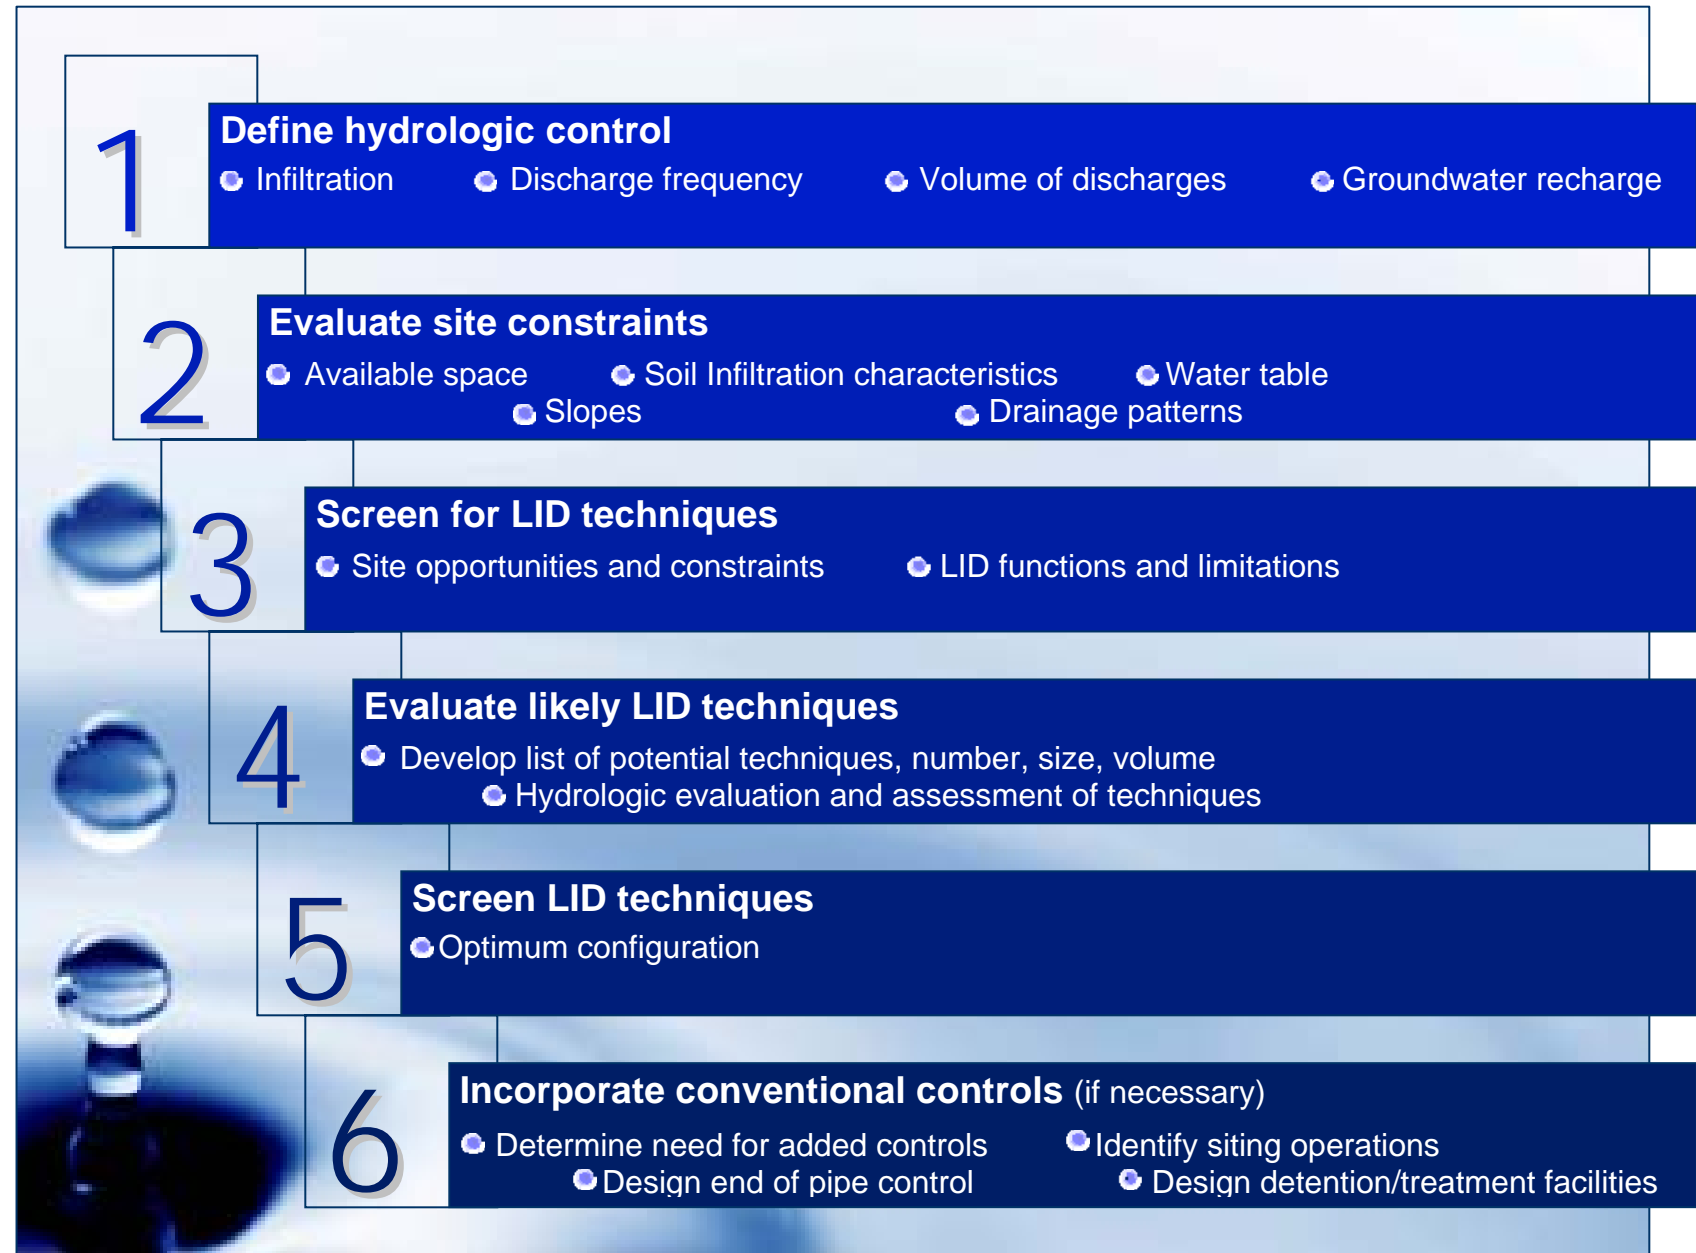 1
Define hydrologic control
Infiltration Discharge frequency Volume of discharges Groundwater recharge
2
Evaluate site constraints
Available space Soil Infiltration characteristics Water table
Slopes Drainage patterns
3
Screen for LID techniques
Site opportunities and constraints LID functions and limitations
4
Evaluate likely LID techniques
Develop list of potential techniques, number, size, volume
Hydrologic evaluation and assessment of techniques
5
Screen LID techniques
Optimum configuration
6
Incorporate conventional controls (if necessary)
Determine need for added controls Identify siting operations
Design end of pipe control Design detention/treatment facilities